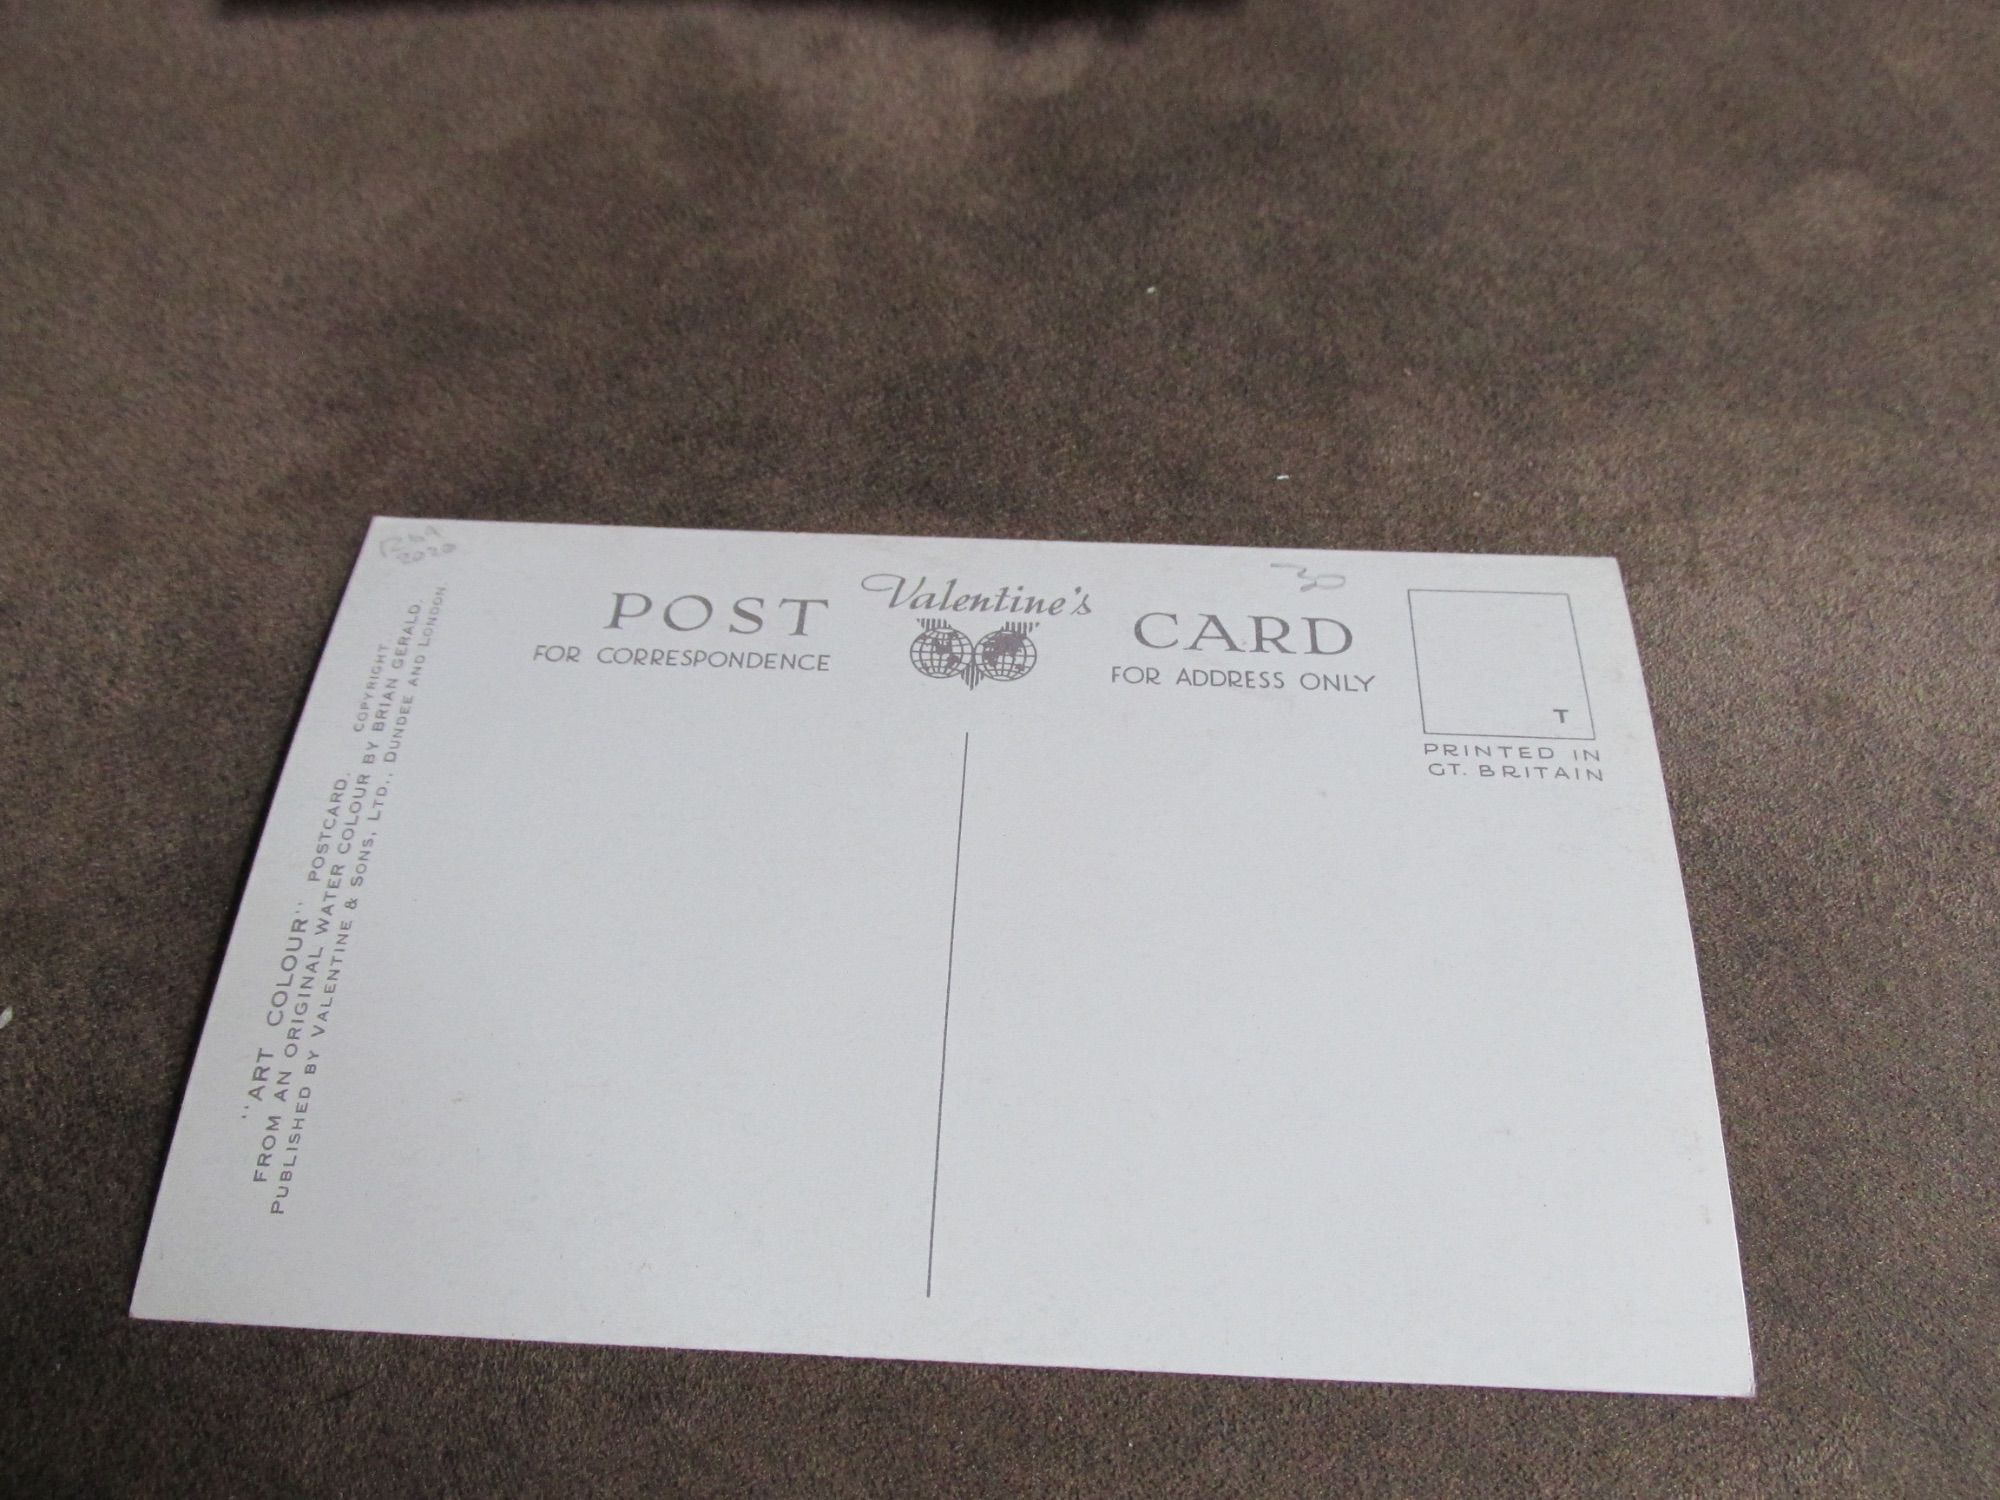 "ART COLOUR" POSTCARD. COPYRIGHT
FROM AN ORIGINAL WATER COLOUR BY BRIAN GERALD.
PUBLISHED BY VALENTINE & SONS, LTD., DUNDEE AND LONDON
Valentine's
POST CARD
FOR CORRESPONDENCE
FOR ADDRESS ONLY
30
T
PRINTED IN
GT. BRITAIN